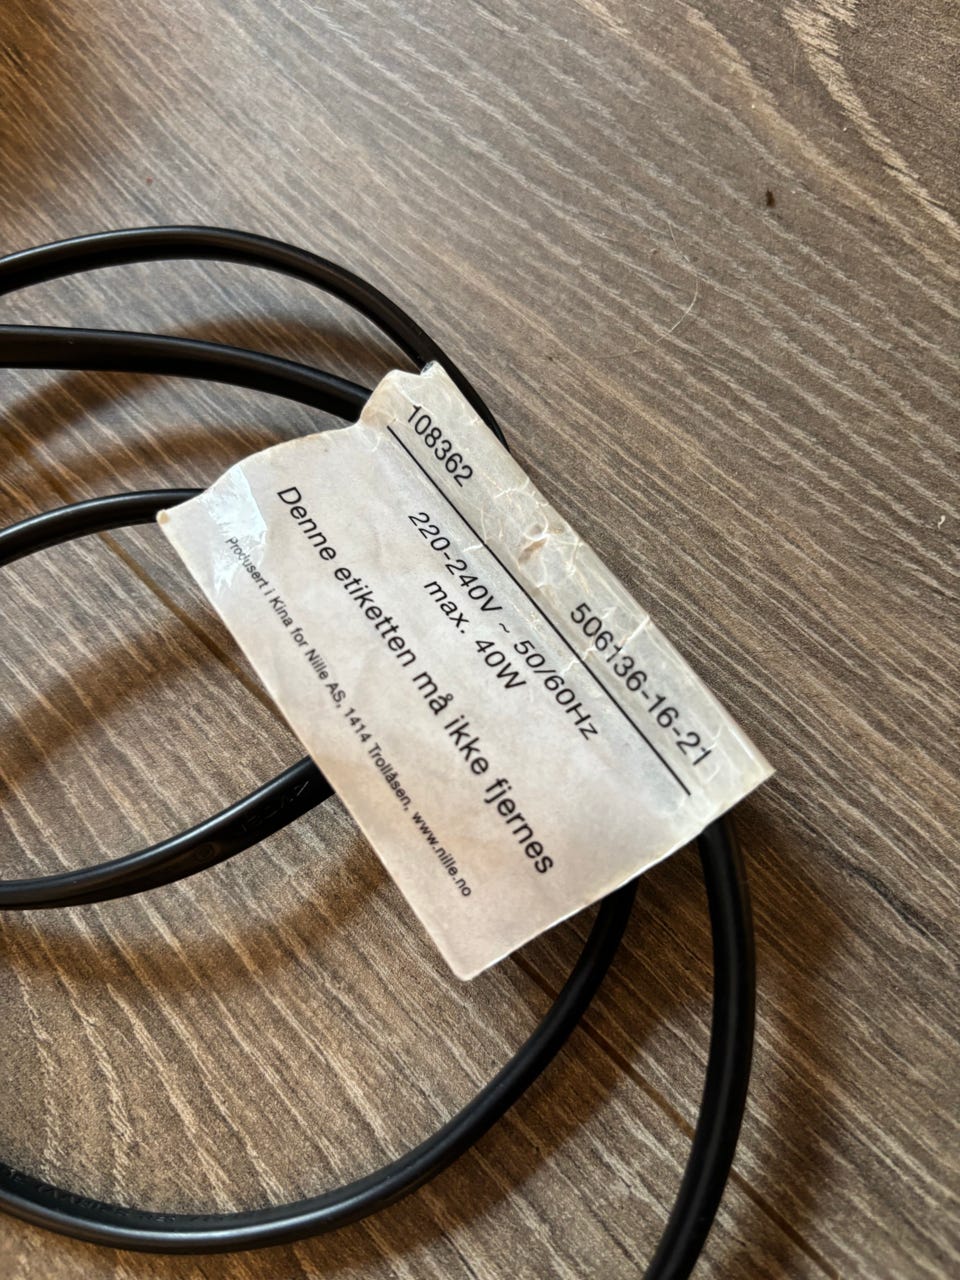 108362 506136-16-21
220-240V ~ 50/60Hz
max. 40W
Denne etiketten må ikke fjernes
Produsert i Kina for Nille AS, 1414 Trollåsen, www.nille.no